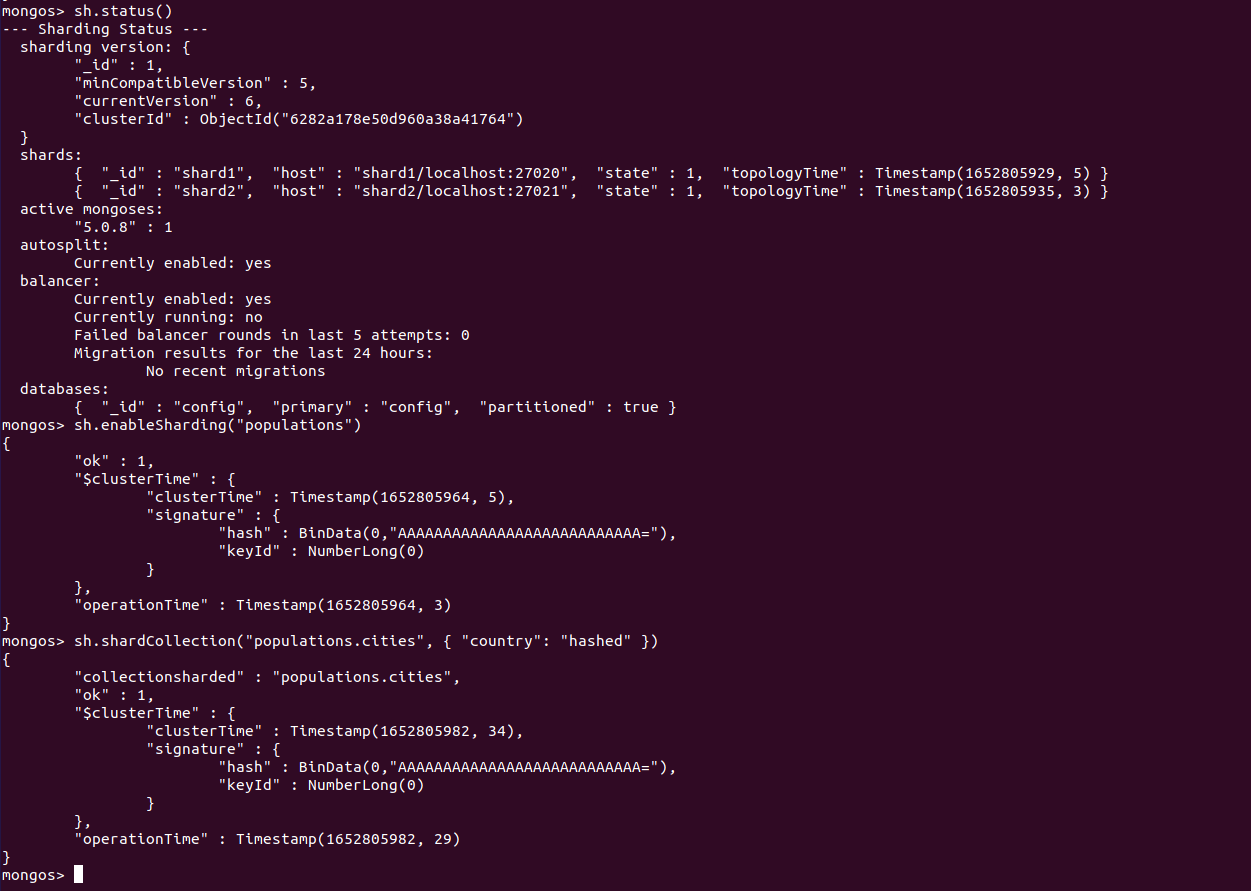 mongos> sh.status()
--- Sharding Status ---
  sharding version: {
        "_id" : 1,
        "minCompatibleVersion" : 5,
        "currentVersion" : 6,
        "clusterId" : ObjectId("6282a178e50d960a38a41764")
  }
  shards:
        {  "_id" : "shard1",  "host" : "shard1/localhost:27020",  "state" : 1,  "topologyTime" : Timestamp(1652805929, 5) }
        {  "_id" : "shard2",  "host" : "shard2/localhost:27021",  "state" : 1,  "topologyTime" : Timestamp(1652805935, 3) }
  active mongoses:
        "5.0.8" : 1
  autosplit:
        Currently enabled: yes
  balancer:
        Currently enabled: yes
        Currently running: no
        Failed balancer rounds in last 5 attempts: 0
        Migration results for the last 24 hours:
                No recent migrations
  databases:
        {  "_id" : "config",  "primary" : "config",  "partitioned" : true }
mongos> sh.enableSharding("populations")
{
        "ok" : 1,
        "$clusterTime" : {
                "clusterTime" : Timestamp(1652805964, 5),
                "signature" : {
                        "hash" : BinData(0,"AAAAAAAAAAAAAAAAAAAAAAAAAAA="),
                        "keyId" : NumberLong(0)
                }
        },
        "operationTime" : Timestamp(1652805964, 3)
}
mongos> sh.shardCollection("populations.cities", { "country": "hashed" })
{
        "collectionsharded" : "populations.cities",
        "ok" : 1,
        "$clusterTime" : {
                "clusterTime" : Timestamp(1652805982, 34),
                "signature" : {
                        "hash" : BinData(0,"AAAAAAAAAAAAAAAAAAAAAAAAAAA="),
                        "keyId" : NumberLong(0)
                }
        },
        "operationTime" : Timestamp(1652805982, 29)
}
mongos>